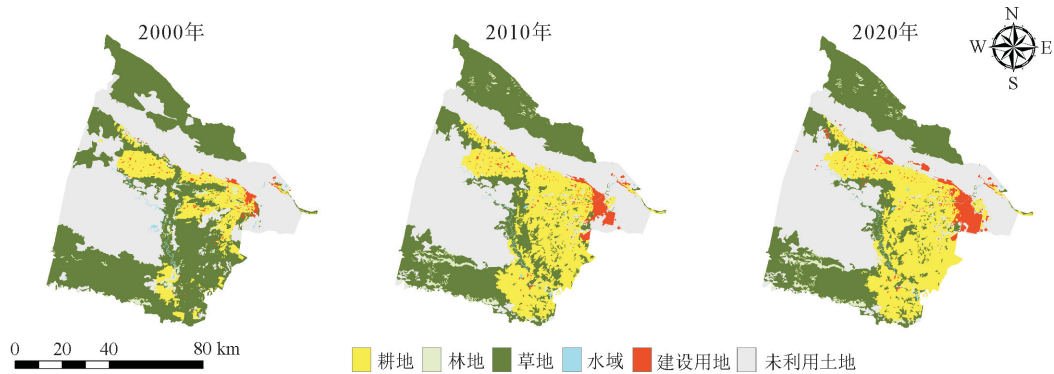 2000年
2010年
2020年
N
W E
S
0 20 40 80 km
耕地 林地 草地 水域 建设用地 未利用土地